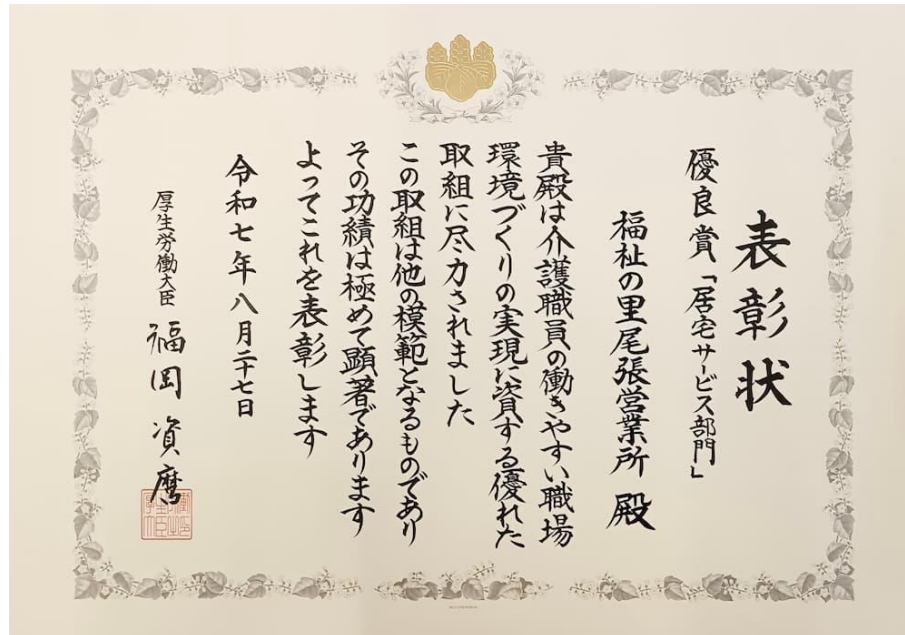 表彰状
優良賞「居宅サービス部門」
福祉の里尾張営業所 殿
貴殿は介護職員の働きやすい職場
環境づくりの実現に資する優れた
取組に尽力されました
この取組は他の模範となるものであり
その功績は極めて顕著であります
よってこれを表彰します
令和七年八月二十七日
厚生労働大臣 福岡資麿